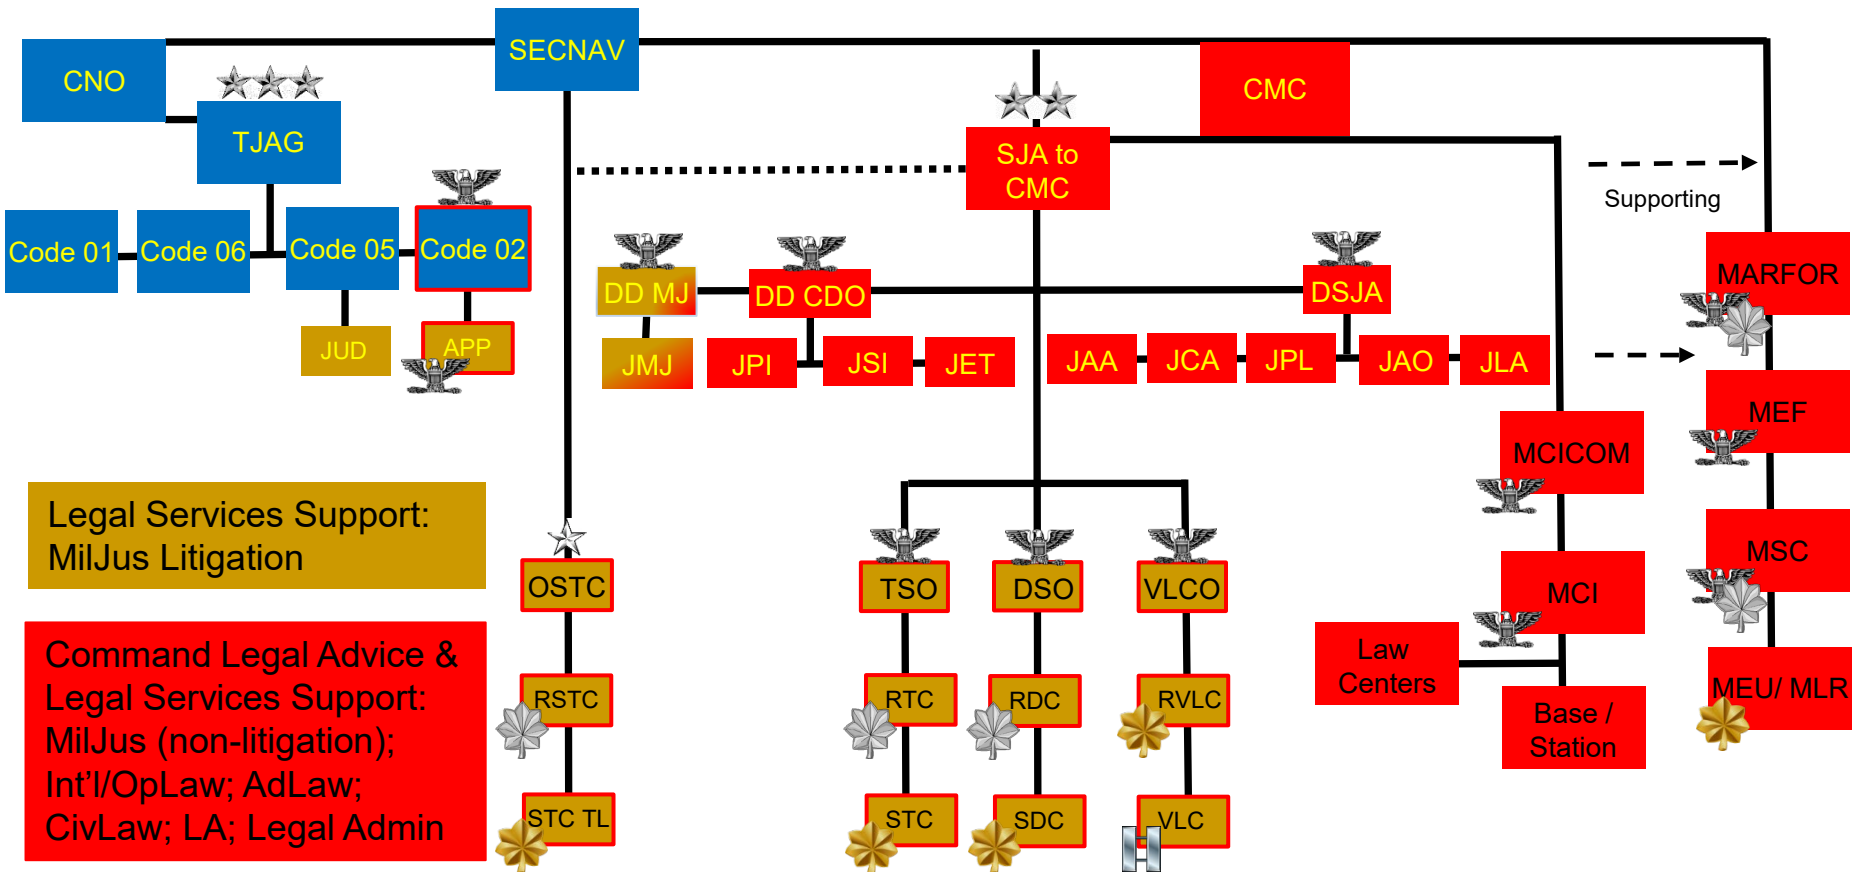 SECNAV
CNO
CMC
TJAG
SJA to
CMC
Supporting
Code 01
Code 06
Code 05
Code 02
MARFOR
DD MJ
DD CDO
DSJA
JUD
APP
JMJ
JPI
JSI
JET
JAA
JCA
JPL
JAO
JLA
MEF
MCICOM
Legal Services Support:
MilJus Litigation
MSC
OSTC
TSO
DSO
VLCO
MCI
Command Legal Advice &
Legal Services Support:
MilJus (non-litigation);
Int'l/OpLaw; AdLaw;
CivLaw; LA; Legal Admin
Law
Centers
MEU/ MLR
RSTC
RTC
RDC
RVLC
Base /
Station
STC TL
STC
SDC
VLC